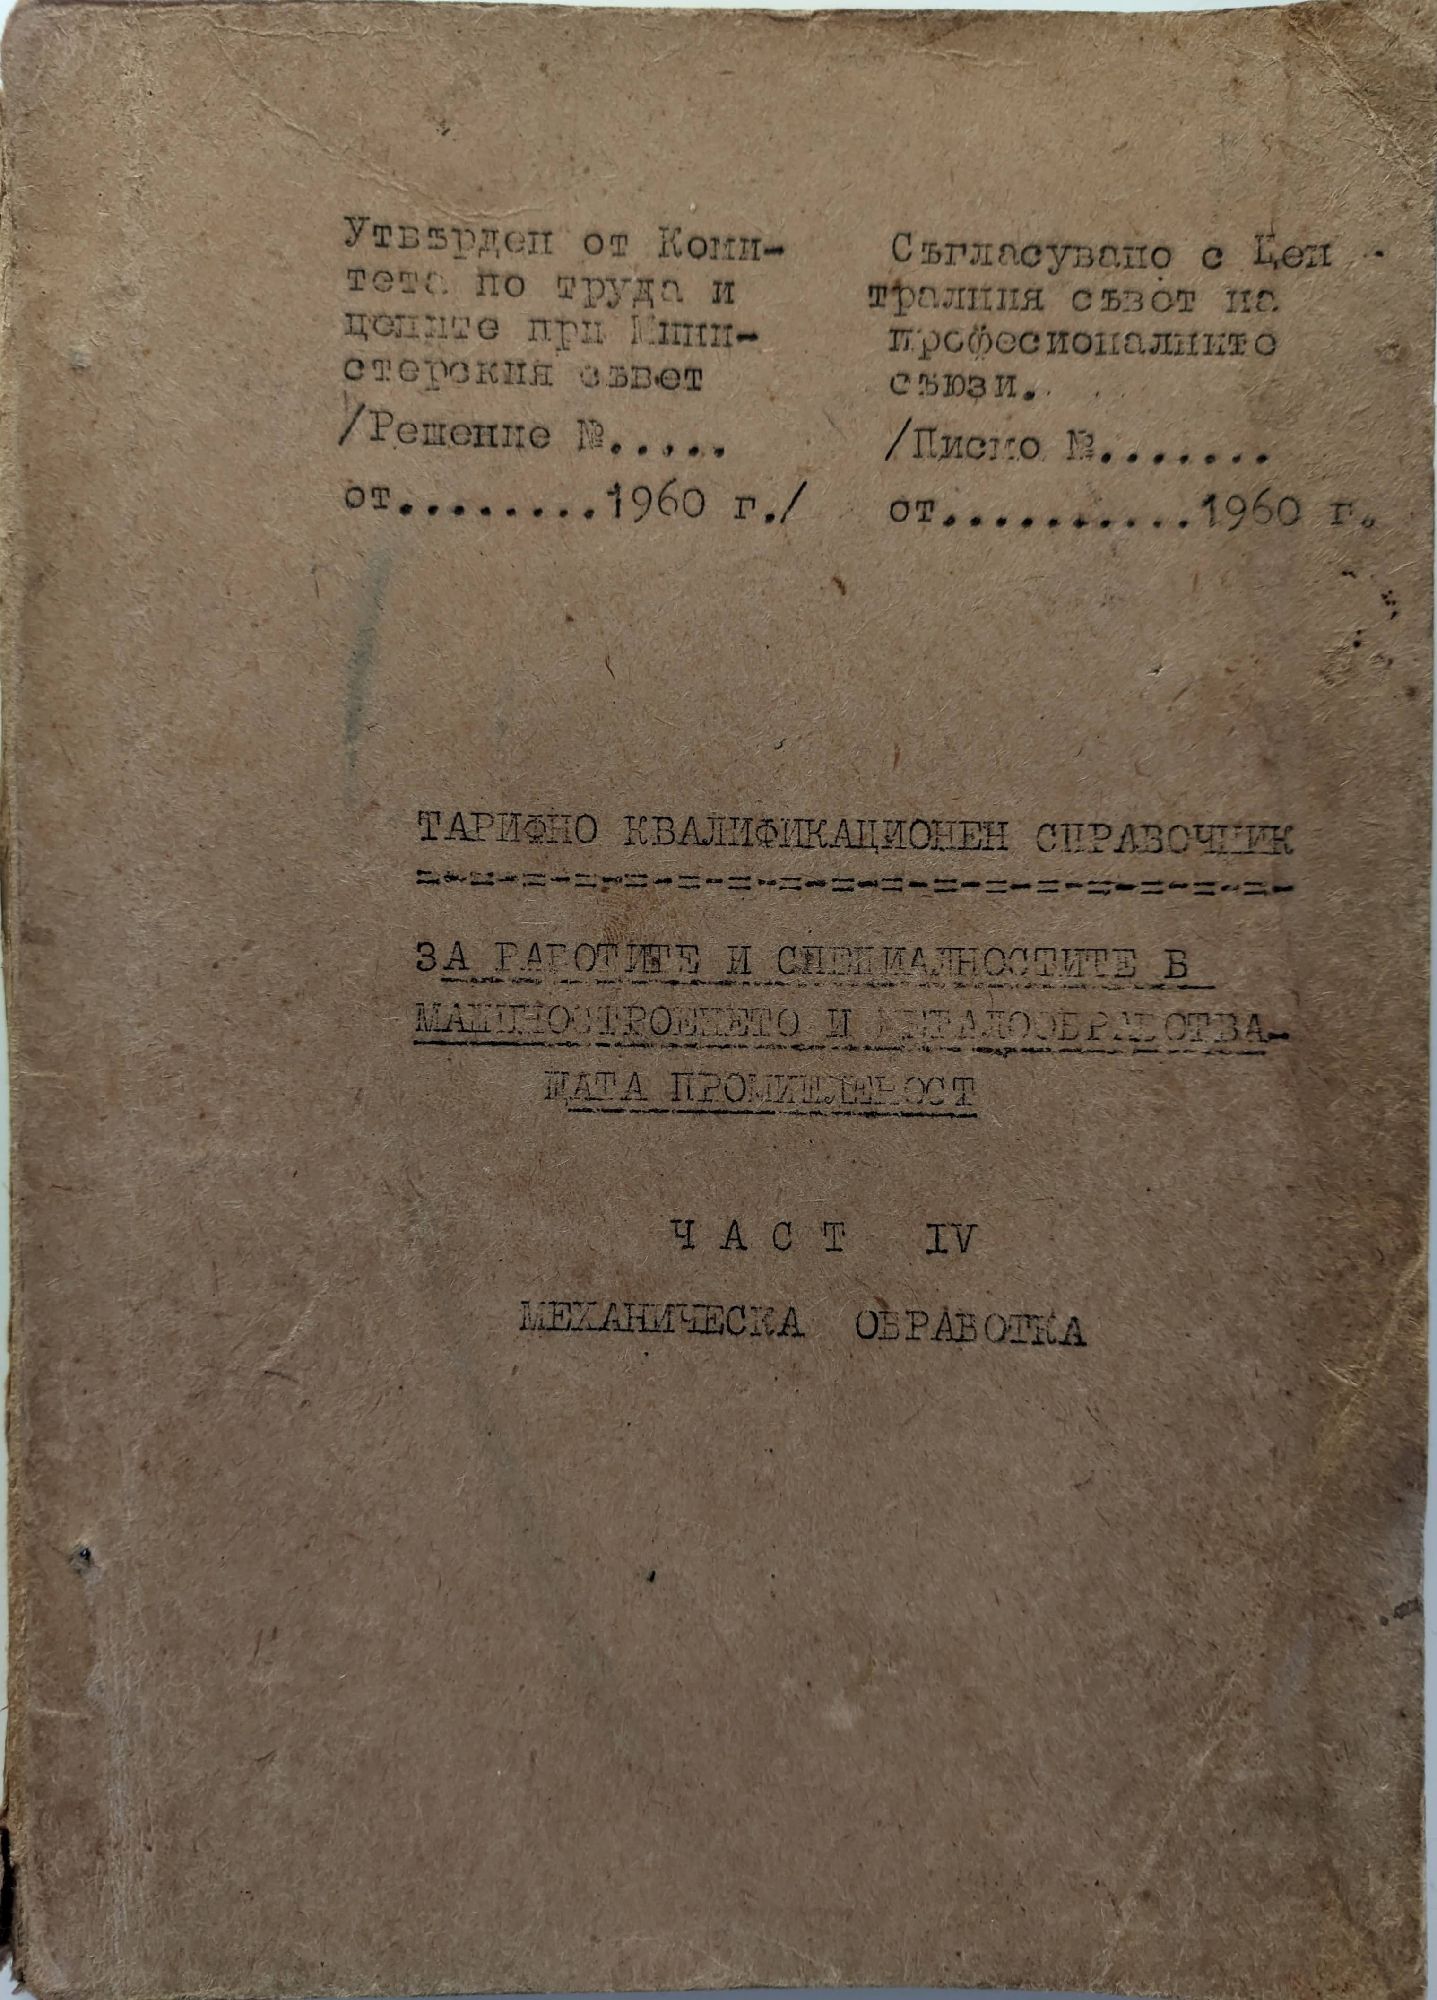 Утвърден от Коми-
тета по труда и
цените при Мини-
стерския съвет
/Решение №.....
от........1960 г./
Съгласувано с Цен
тралния съвет на
професионалните
съюзи.
/Писмо №.......
от..........1960 г.
ТАРИФНО КВАЛИФИКАЦИОНЕН СПРАВОЧНИК
ЗА РАБОТИТЕ И СПЕЦИАЛНОСТИТЕ В
МАШИНОСТРОЕНЕТО И МЕТАЛООБРАБОТВА-
ЩАТА ПРОМИШЛЕНОСТ
ЧАСТ IV
МЕХАНИЧЕСКА ОБРАБОТКА